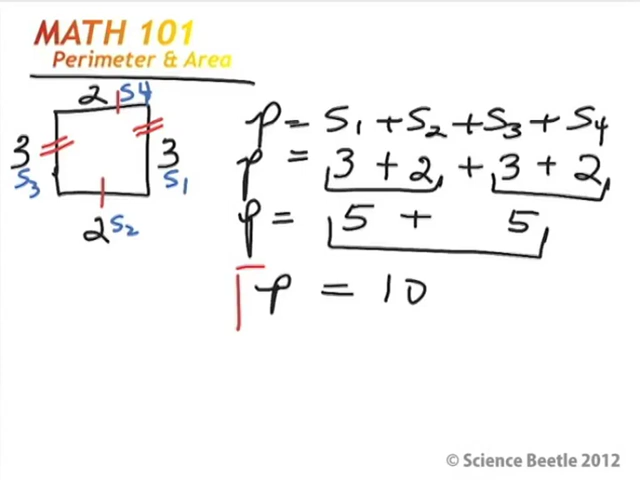 MATH 101
Perimeter & Area
2 S4
3 S3
3 S1
2 S2
P = S1 + S2 + S3 + S4
P = 3 + 2 + 3 + 2
P = 5 + 5
P = 10
© Science Beetle 2012